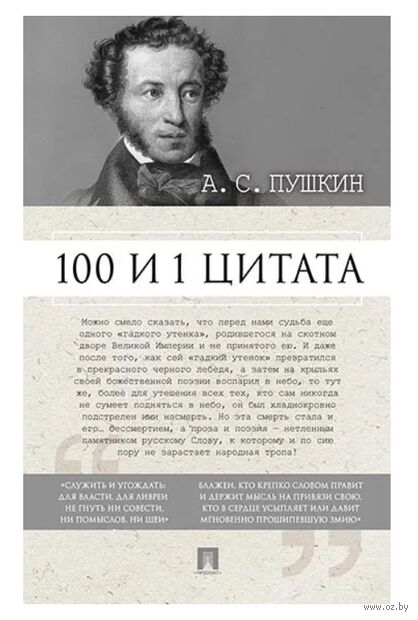 А. С. ПУШКИН
100 И 1 ЦИТАТА
Можно смело сказать, что перед нами судьба еще
одного «гадкого утенка», родившегося на скотном
дворе Великой Империи и не принятого ею. И даже
после того, как сей «гадкий утенок» превратился
в прекрасного черного лебедя, а затем на крыльях
своей божественной поэзии воспарил в небо, то тут
же, более для утешения всех тех, кто сам никогда
не сумеет подняться в небо, он был хладнокровно
подстрелен ими насмерть. Но эта смерть стала и
его… бессмертием, а проза и поэзия — нетленным
памятником русскому Слову, к которому и по сию
пору не зарастает народная тропа!
«СЛУЖИТЬ И УГОЖДАТЬ:
ДЛЯ ВЛАСТИ, ДЛЯ ЛИВРЕИ
НЕ ГНУТЬ НИ СОВЕСТИ,
НИ ПОМЫСЛОВ, НИ ШЕИ»
БЛАЖЕН, КТО КРЕПКО СЛОВОМ ПРАВИТ
И ДЕРЖИТ МЫСЛЬ НА ПРИВЯЗИ СВОЮ,
КТО В СЕРДЦЕ УСЫПЛЯЕТ ИЛИ ДАВИТ
МГНОВЕННО ПРОШИПЕВШУЮ ЗМИЮ»
•ПРОСПЕКТ•
www.oz.by